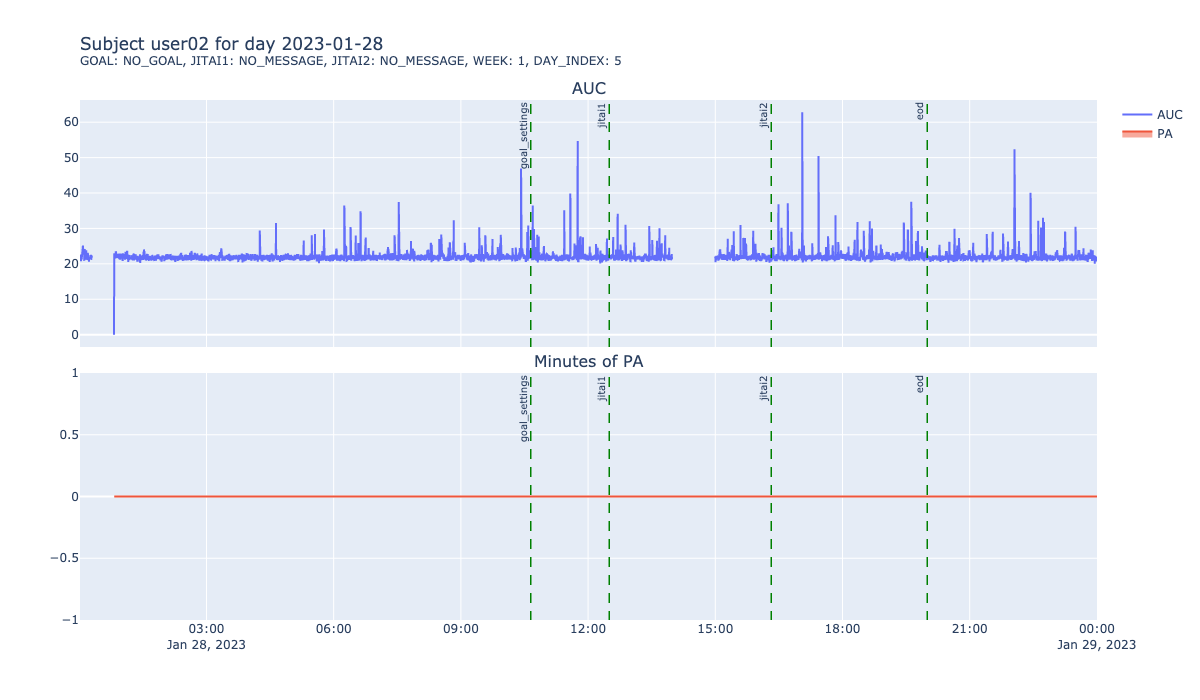 Subject user02 for day 2023-01-28
GOAL: NO_GOAL, JITAI1: NO_MESSAGE, JITAI2: NO_MESSAGE, WEEK: 1, DAY_INDEX: 5
AUC
goal_settings
jitai1
jitai2
eod
AUC
PA
60
50
40
30
20
10
0
Minutes of PA
goal_settings
jitai1
jitai2
eod
1
0.5
0
−0.5
−1
03:00 06:00 09:00 12:00 15:00 18:00 21:00 00:00
Jan 28, 2023 Jan 29, 2023